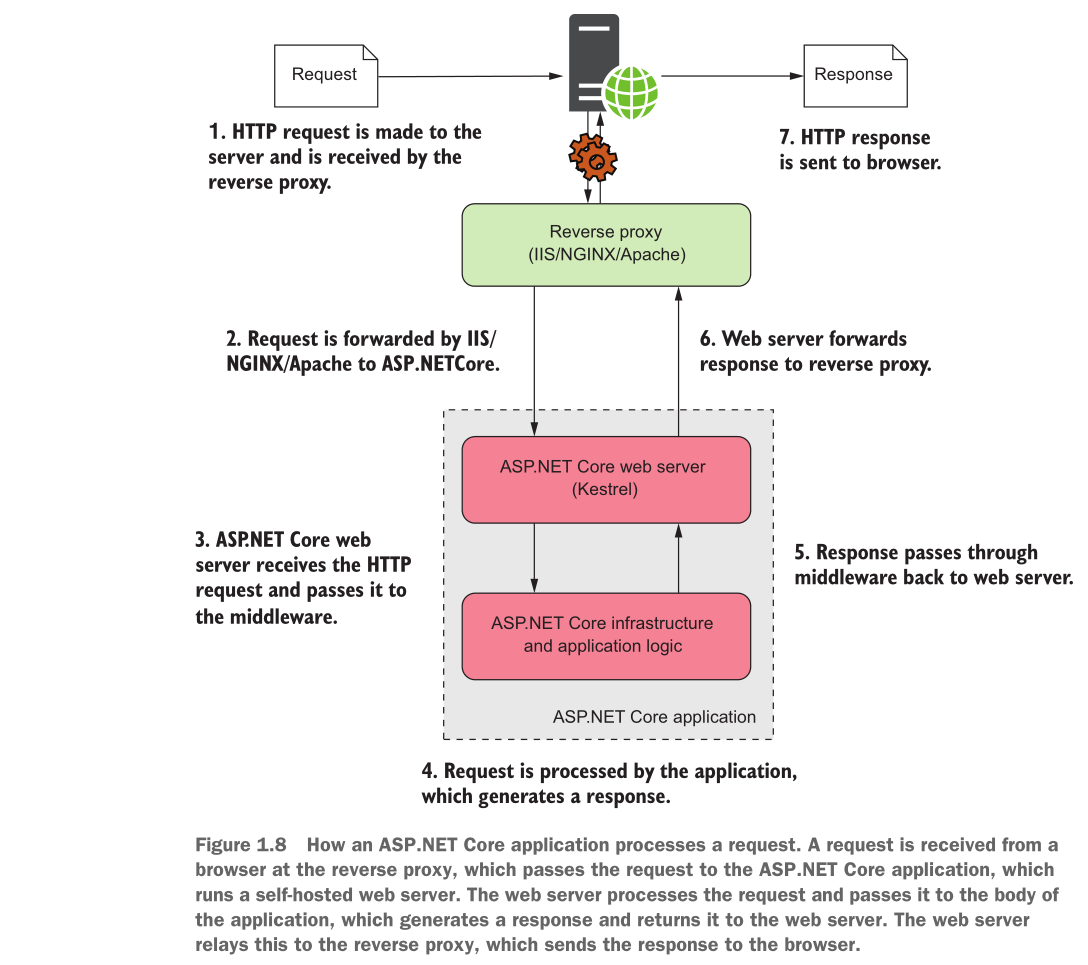 Request
Response
1. HTTP request is made to the
server and is received by the
reverse proxy.
7. HTTP response
is sent to browser.
Reverse proxy
(IIS/NGINX/Apache)
2. Request is forwarded by IIS/
NGINX/Apache to ASP.NETCore.
6. Web server forwards
response to reverse proxy.
ASP.NET Core web server
(Kestrel)
3. ASP.NET Core web
server receives the HTTP
request and passes it to
the middleware.
5. Response passes through
middleware back to web server.
ASP.NET Core infrastructure
and application logic
ASP.NET Core application
4. Request is processed by the application,
which generates a response.
Figure 1.8 How an ASP.NET Core application processes a request. A request is received from a
browser at the reverse proxy, which passes the request to the ASP.NET Core application, which
runs a self-hosted web server. The web server processes the request and passes it to the body of
the application, which generates a response and returns it to the web server. The web server
relays this to the reverse proxy, which sends the response to the browser.